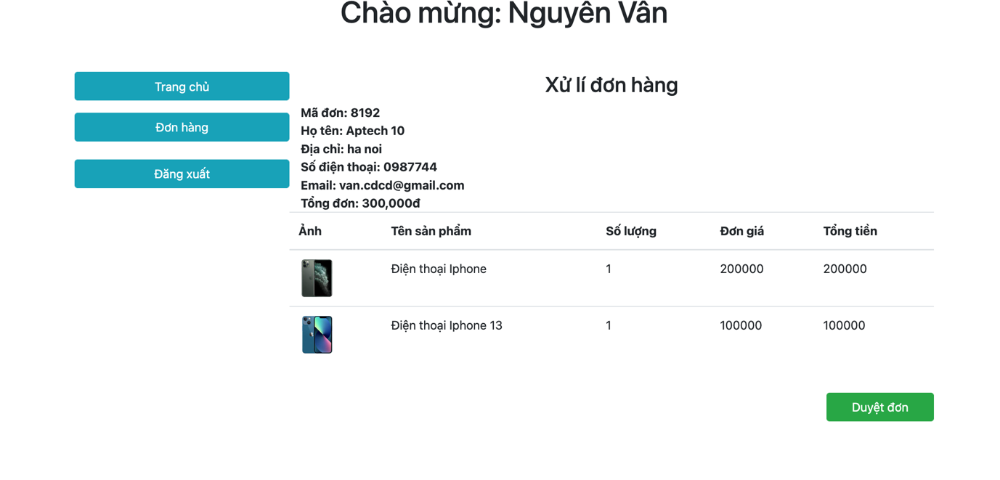 Chào mừng: Nguyễn Văn
Trang chủ
Đơn hàng
Đăng xuất
Xử lí đơn hàng
Mã đơn: 8192
Họ tên: Aptech 10
Địa chỉ: ha noi
Số điện thoại: 0987744
Email: van.cdcd@gmail.com
Tổng đơn: 300,000đ
Ảnh Tên sản phẩm Số lượng Đơn giá Tổng tiền
Điện thoại Iphone 1 200000 200000
Điện thoại Iphone 13 1 100000 100000
Duyệt đơn